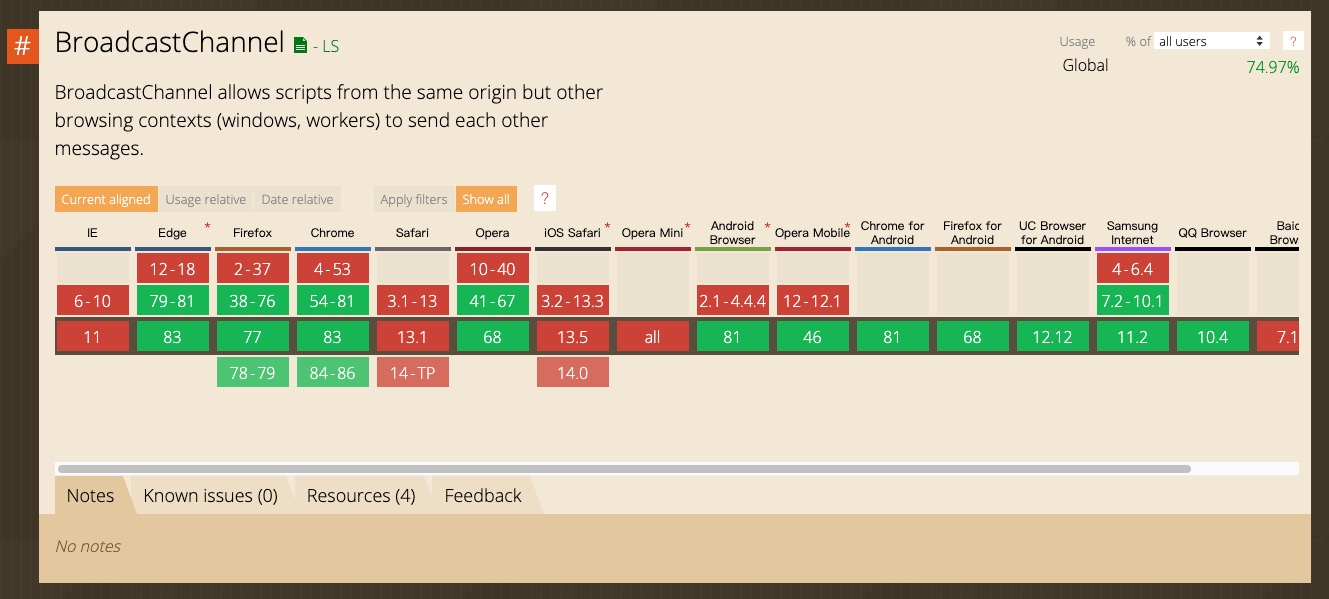 #
BroadcastChannel - LS
Usage % of all users ?
Global 74.97%
BroadcastChannel allows scripts from the same origin but other
browsing contexts (windows, workers) to send each other
messages.
Current aligned Usage relative Date relative Apply filters Show all ?
IE Edge * Firefox Chrome Safari Opera iOS Safari * Opera Mini * Android Browser * Opera Mobile * Chrome for Android Firefox for Android UC Browser for Android Samsung Internet QQ Browser Baic Brows
12-18 2-37 4-53 10-40 4-6.4
6-10 79-81 38-76 54-81 3.1-13 41-67 3.2-13.3 2.1-4.4.4 12-12.1 7.2-10.1
11 83 77 83 13.1 68 13.5 all 81 46 81 68 12.12 11.2 10.4 7.1
78-79 84-86 14-TP 14.0
Notes Known issues (0) Resources (4) Feedback
No notes